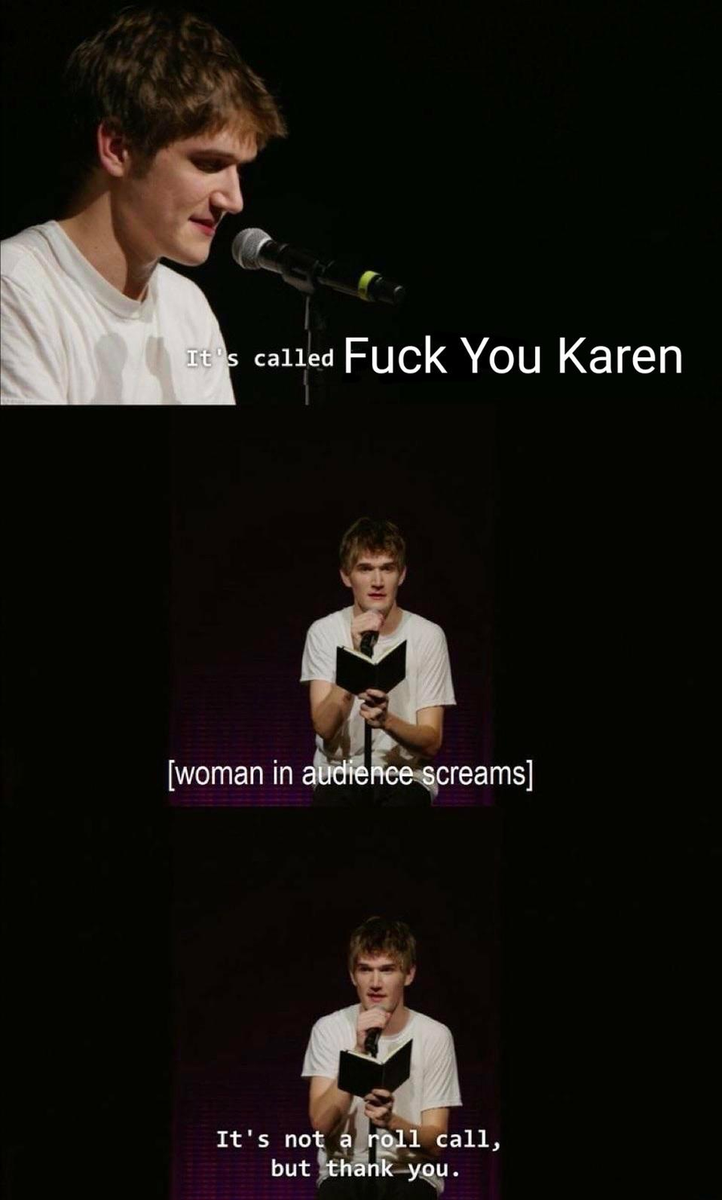 It's called Fuck You Karen
[woman in audience screams]
It's not a roll call,
but thank you.